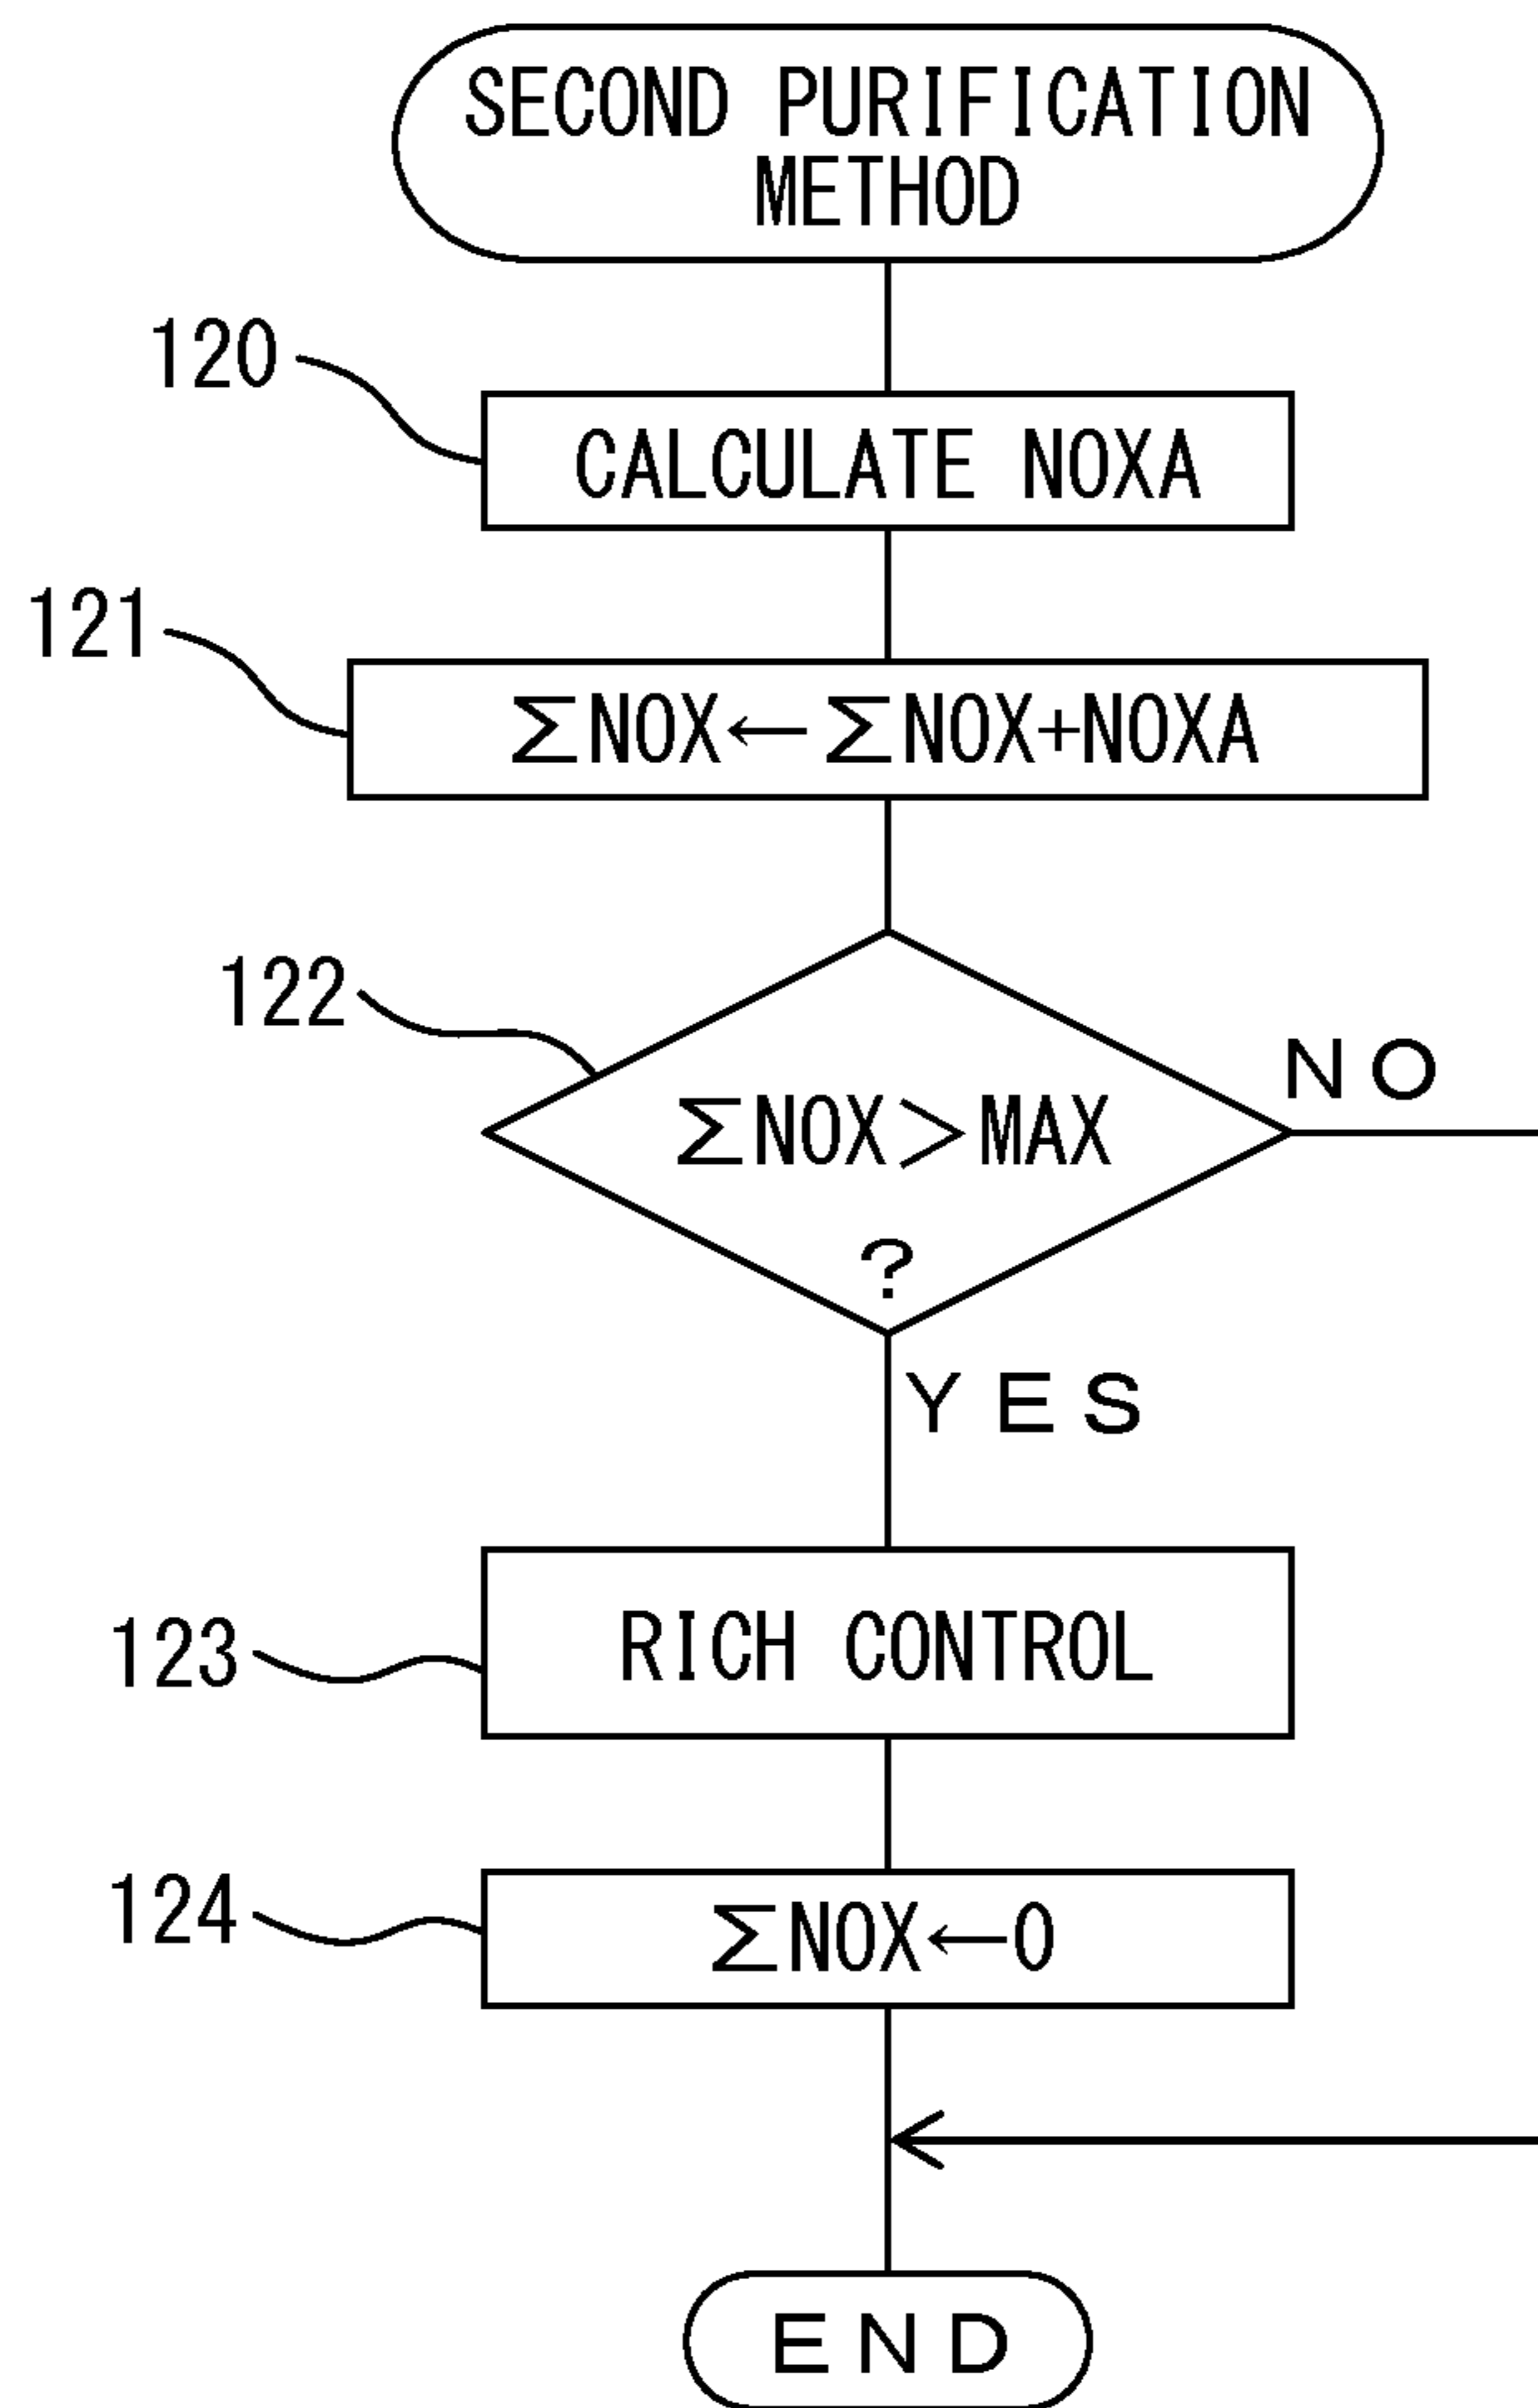 SECOND PURIFICATION
METHOD
120
CALCULATE NOXA
121
ΣNOX←ΣNOX+NOXA
122
NO
ΣNOX>MAX
?
YES
123
RICH CONTROL
124
ΣNOX←0
END